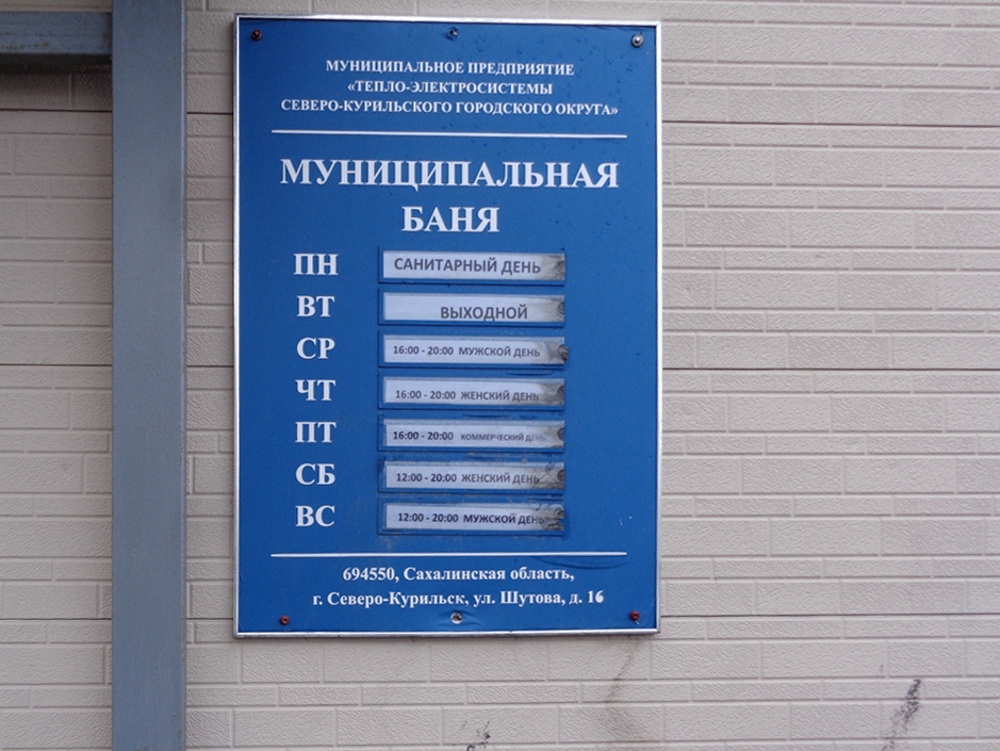 МУНИЦИПАЛЬНОЕ ПРЕДПРИЯТИЕ
«ТЕПЛО-ЭЛЕКТРОСИСТЕМЫ
СЕВЕРО-КУРИЛЬСКОГО ГОРОДСКОГО ОКРУГА»
МУНИЦИПАЛЬНАЯ
БАНЯ
ПН САНИТАРНЫЙ ДЕНЬ
ВТ ВЫХОДНОЙ
СР 16:00 - 20:00 МУЖСКОЙ ДЕНЬ
ЧТ 16:00 - 20:00 ЖЕНСКИЙ ДЕНЬ
ПТ 16:00 - 20:00 КОММЕРЧЕСКИЙ ДЕНЬ
СБ 12:00 - 20:00 ЖЕНСКИЙ ДЕНЬ
ВС 12:00 - 20:00 МУЖСКОЙ ДЕНЬ
694550, Сахалинская область,
г. Северо-Курильск, ул. Шутова, д. 16